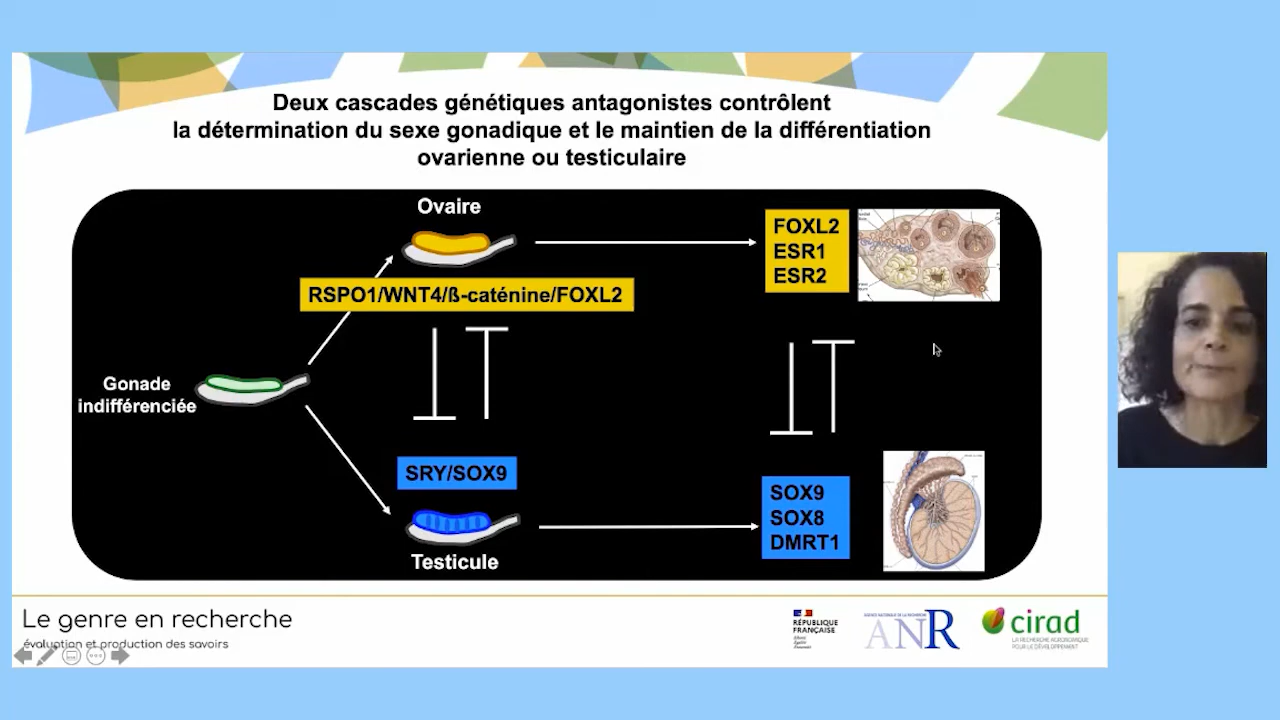 Deux cascades génétiques antagonistes contrôlent
la détermination du sexe gonadique et le maintien de la différentiation
ovarienne ou testiculaire
Ovaire
FOXL2
ESR1
ESR2
RSPO1/WNT4/ß-caténine/FOXL2
Gonade
indifférenciée
SRY/SOX9
SOX9
SOX8
DMRT1
Testicule
Le genre en recherche
évaluation et production des savoirs
RÉPUBLIQUE
FRANÇAISE
Liberté
Égalité
Fraternité
AGENCE NATIONALE DE LA RECHERCHE
ANR
cirad
LA RECHERCHE AGRONOMIQUE
POUR LE DÉVELOPPEMENT